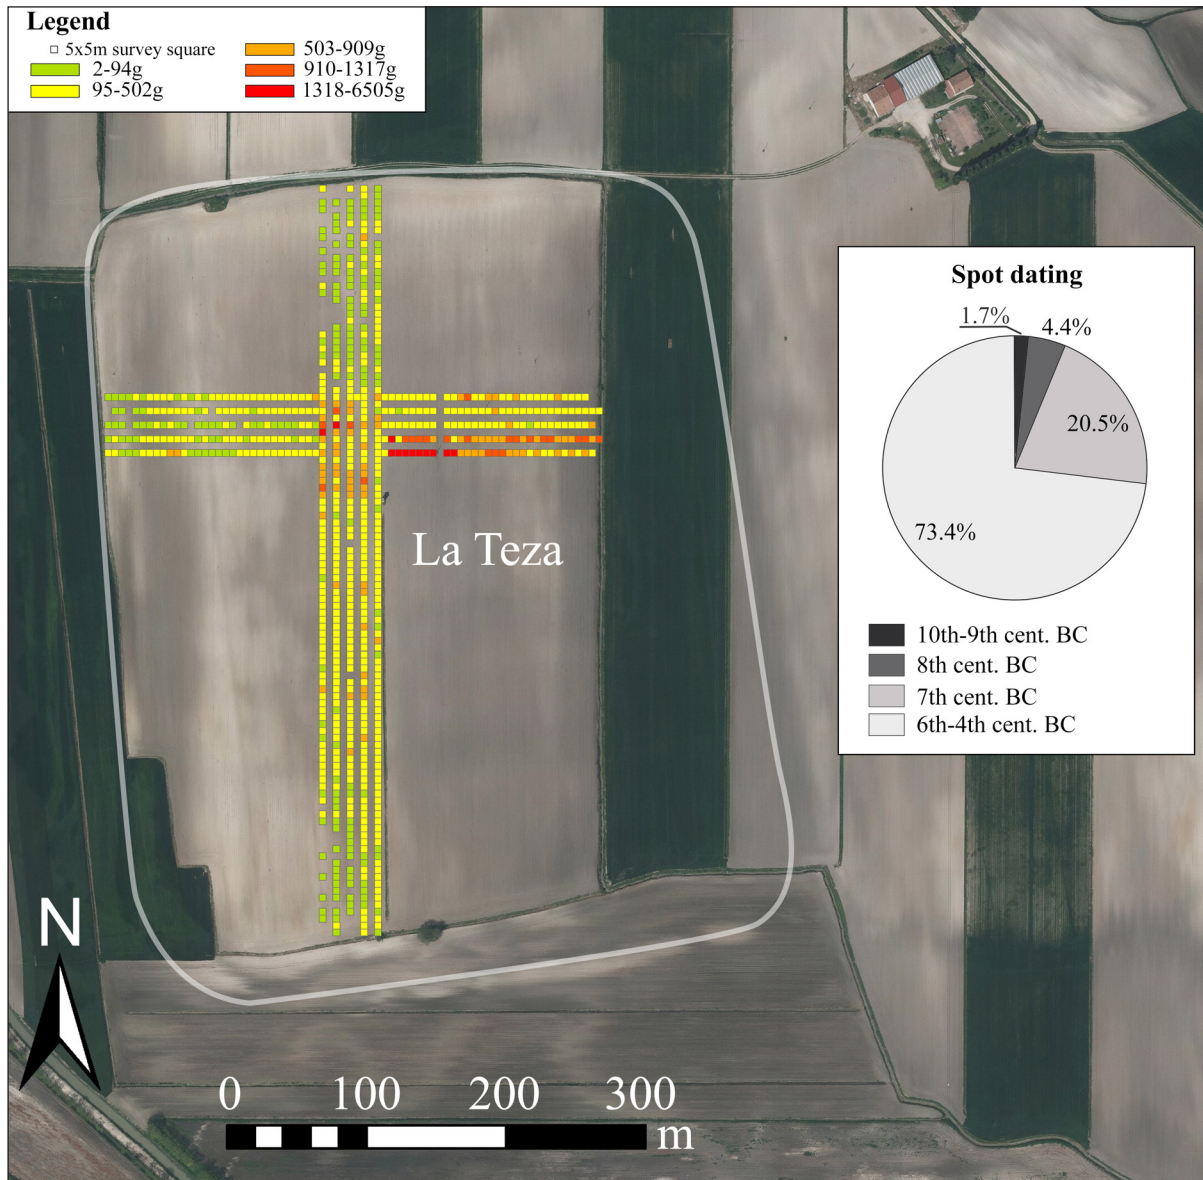 Legend
5x5m survey square
2-94g
95-502g
503-909g
910-1317g
1318-6505g
Spot dating
1.7%
4.4%
20.5%
73.4%
10th-9th cent. BC
8th cent. BC
7th cent. BC
6th-4th cent. BC
La Teza
N
0 100 200 300
m